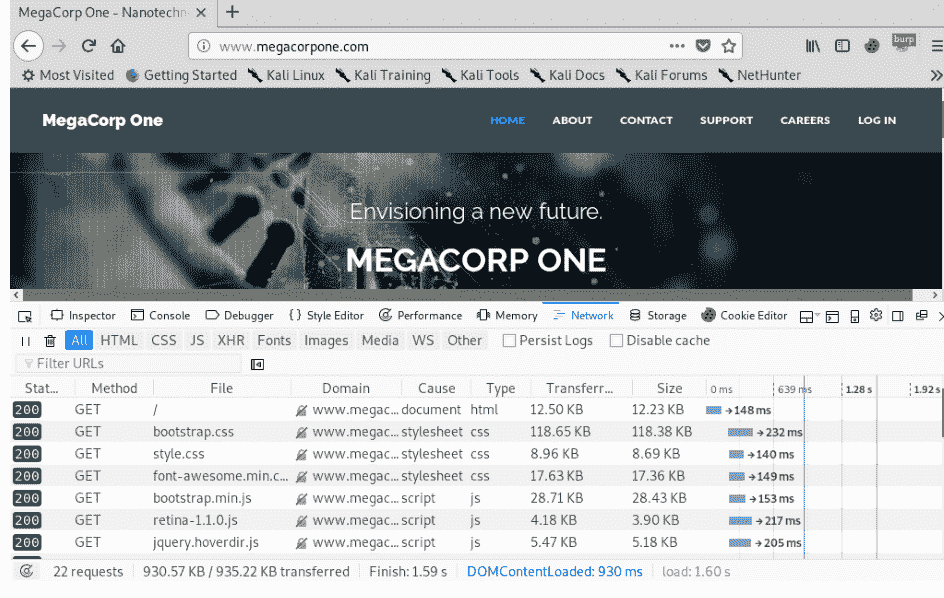 MegaCorp One - Nanotechn
www.megacorpone.com
burp
Most Visited Getting Started Kali Linux Kali Training Kali Tools Kali Docs Kali Forums NetHunter
MegaCorp One HOME ABOUT CONTACT SUPPORT CAREERS LOG IN
Envisioning a new future.
MEGACORP ONE
Inspector Console Debugger Style Editor Performance Memory Network Storage Cookie Editor
All HTML CSS JS XHR Fonts Images Media WS Other Persist Logs Disable cache
Filter URLs
Stat... Method File Domain Cause Type Transferr... Size 0 ms 639 ms 1.28 s 1.92 s
200 GET / www.megac... document html 12.50 KB 12.23 KB → 148 ms
200 GET bootstrap.css www.megac... stylesheet css 118.65 KB 118.38 KB → 232 ms
200 GET style.css www.megac... stylesheet css 8.96 KB 8.69 KB → 140 ms
200 GET font-awesome.min.c... www.megac... stylesheet css 17.63 KB 17.36 KB → 149 ms
200 GET bootstrap.min.js www.megac... script js 28.71 KB 28.43 KB → 153 ms
200 GET retina-1.1.0.js www.megac... script js 4.18 KB 3.90 KB → 217 ms
200 GET jquery.hoverdir.js www.megac... script js 5.47 KB 5.18 KB → 205 ms
22 requests 930.57 KB / 935.22 KB transferred Finish: 1.59 s DOMContentLoaded: 930 ms load: 1.60 s